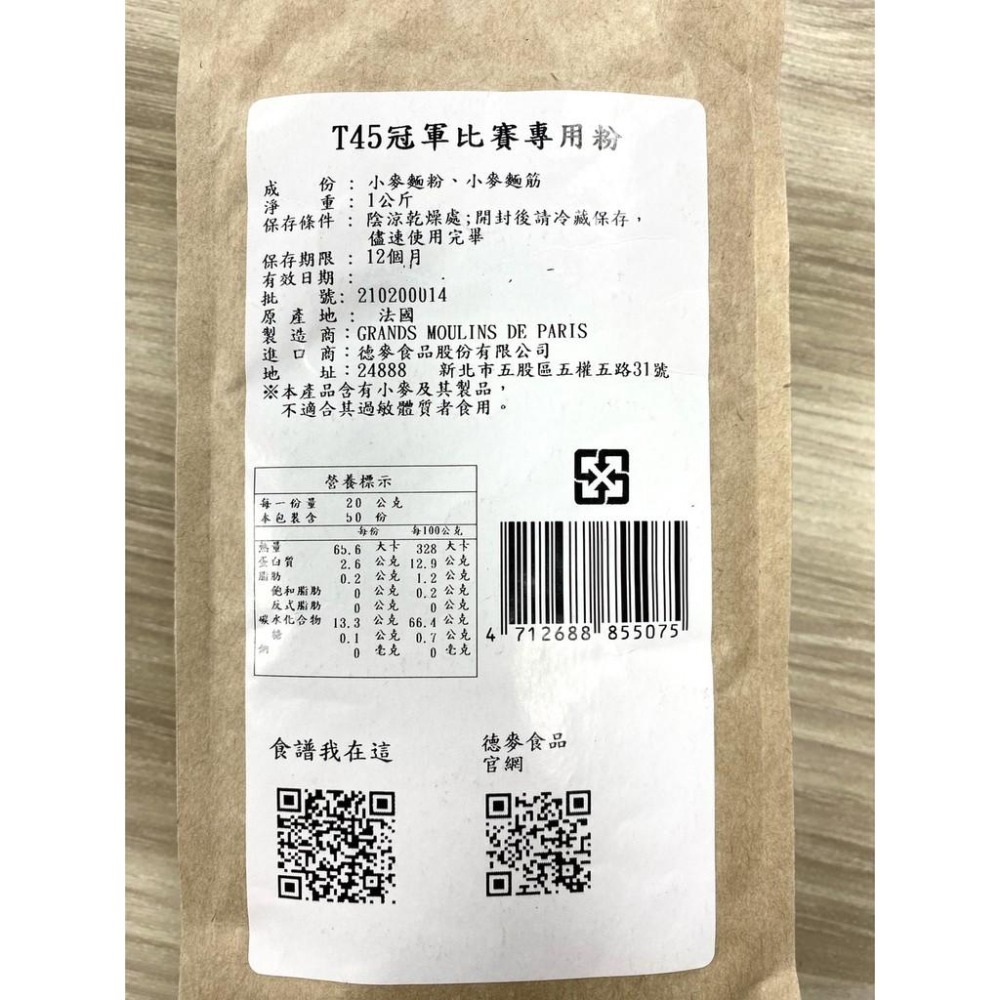 T45冠軍比賽專用粉
成份：小麥麵粉、小麥麵筋
淨重：1公斤
保存條件：陰涼乾燥處;開封後請冷藏保存，
儘速使用完畢
保存期限：12個月
有效日期：
批號：210200014
原產地：法國
製造商：GRANDS MOULINS DE PARIS
進口商：德麥食品股份有限公司
地址：24888 新北市五股區五權五路31號
※本產品含有小麥及其製品，
不適合其過敏體質者食用。
營養標示
每一份量 20 公克
本包裝含 50 份
每份 每100公克
熱量 65.6 大卡 328 大卡
蛋白質 2.6 公克 12.9 公克
脂肪 0.2 公克 1.2 公克
飽和脂肪 0 公克 0.2 公克
反式脂肪 0 公克 0 公克
碳水化合物 13.3 公克 66.4 公克
糖 0.1 公克 0.7 公克
鈉 0 毫克 0 毫克
4 712688 855075
食譜我在這
德麥食品
官網